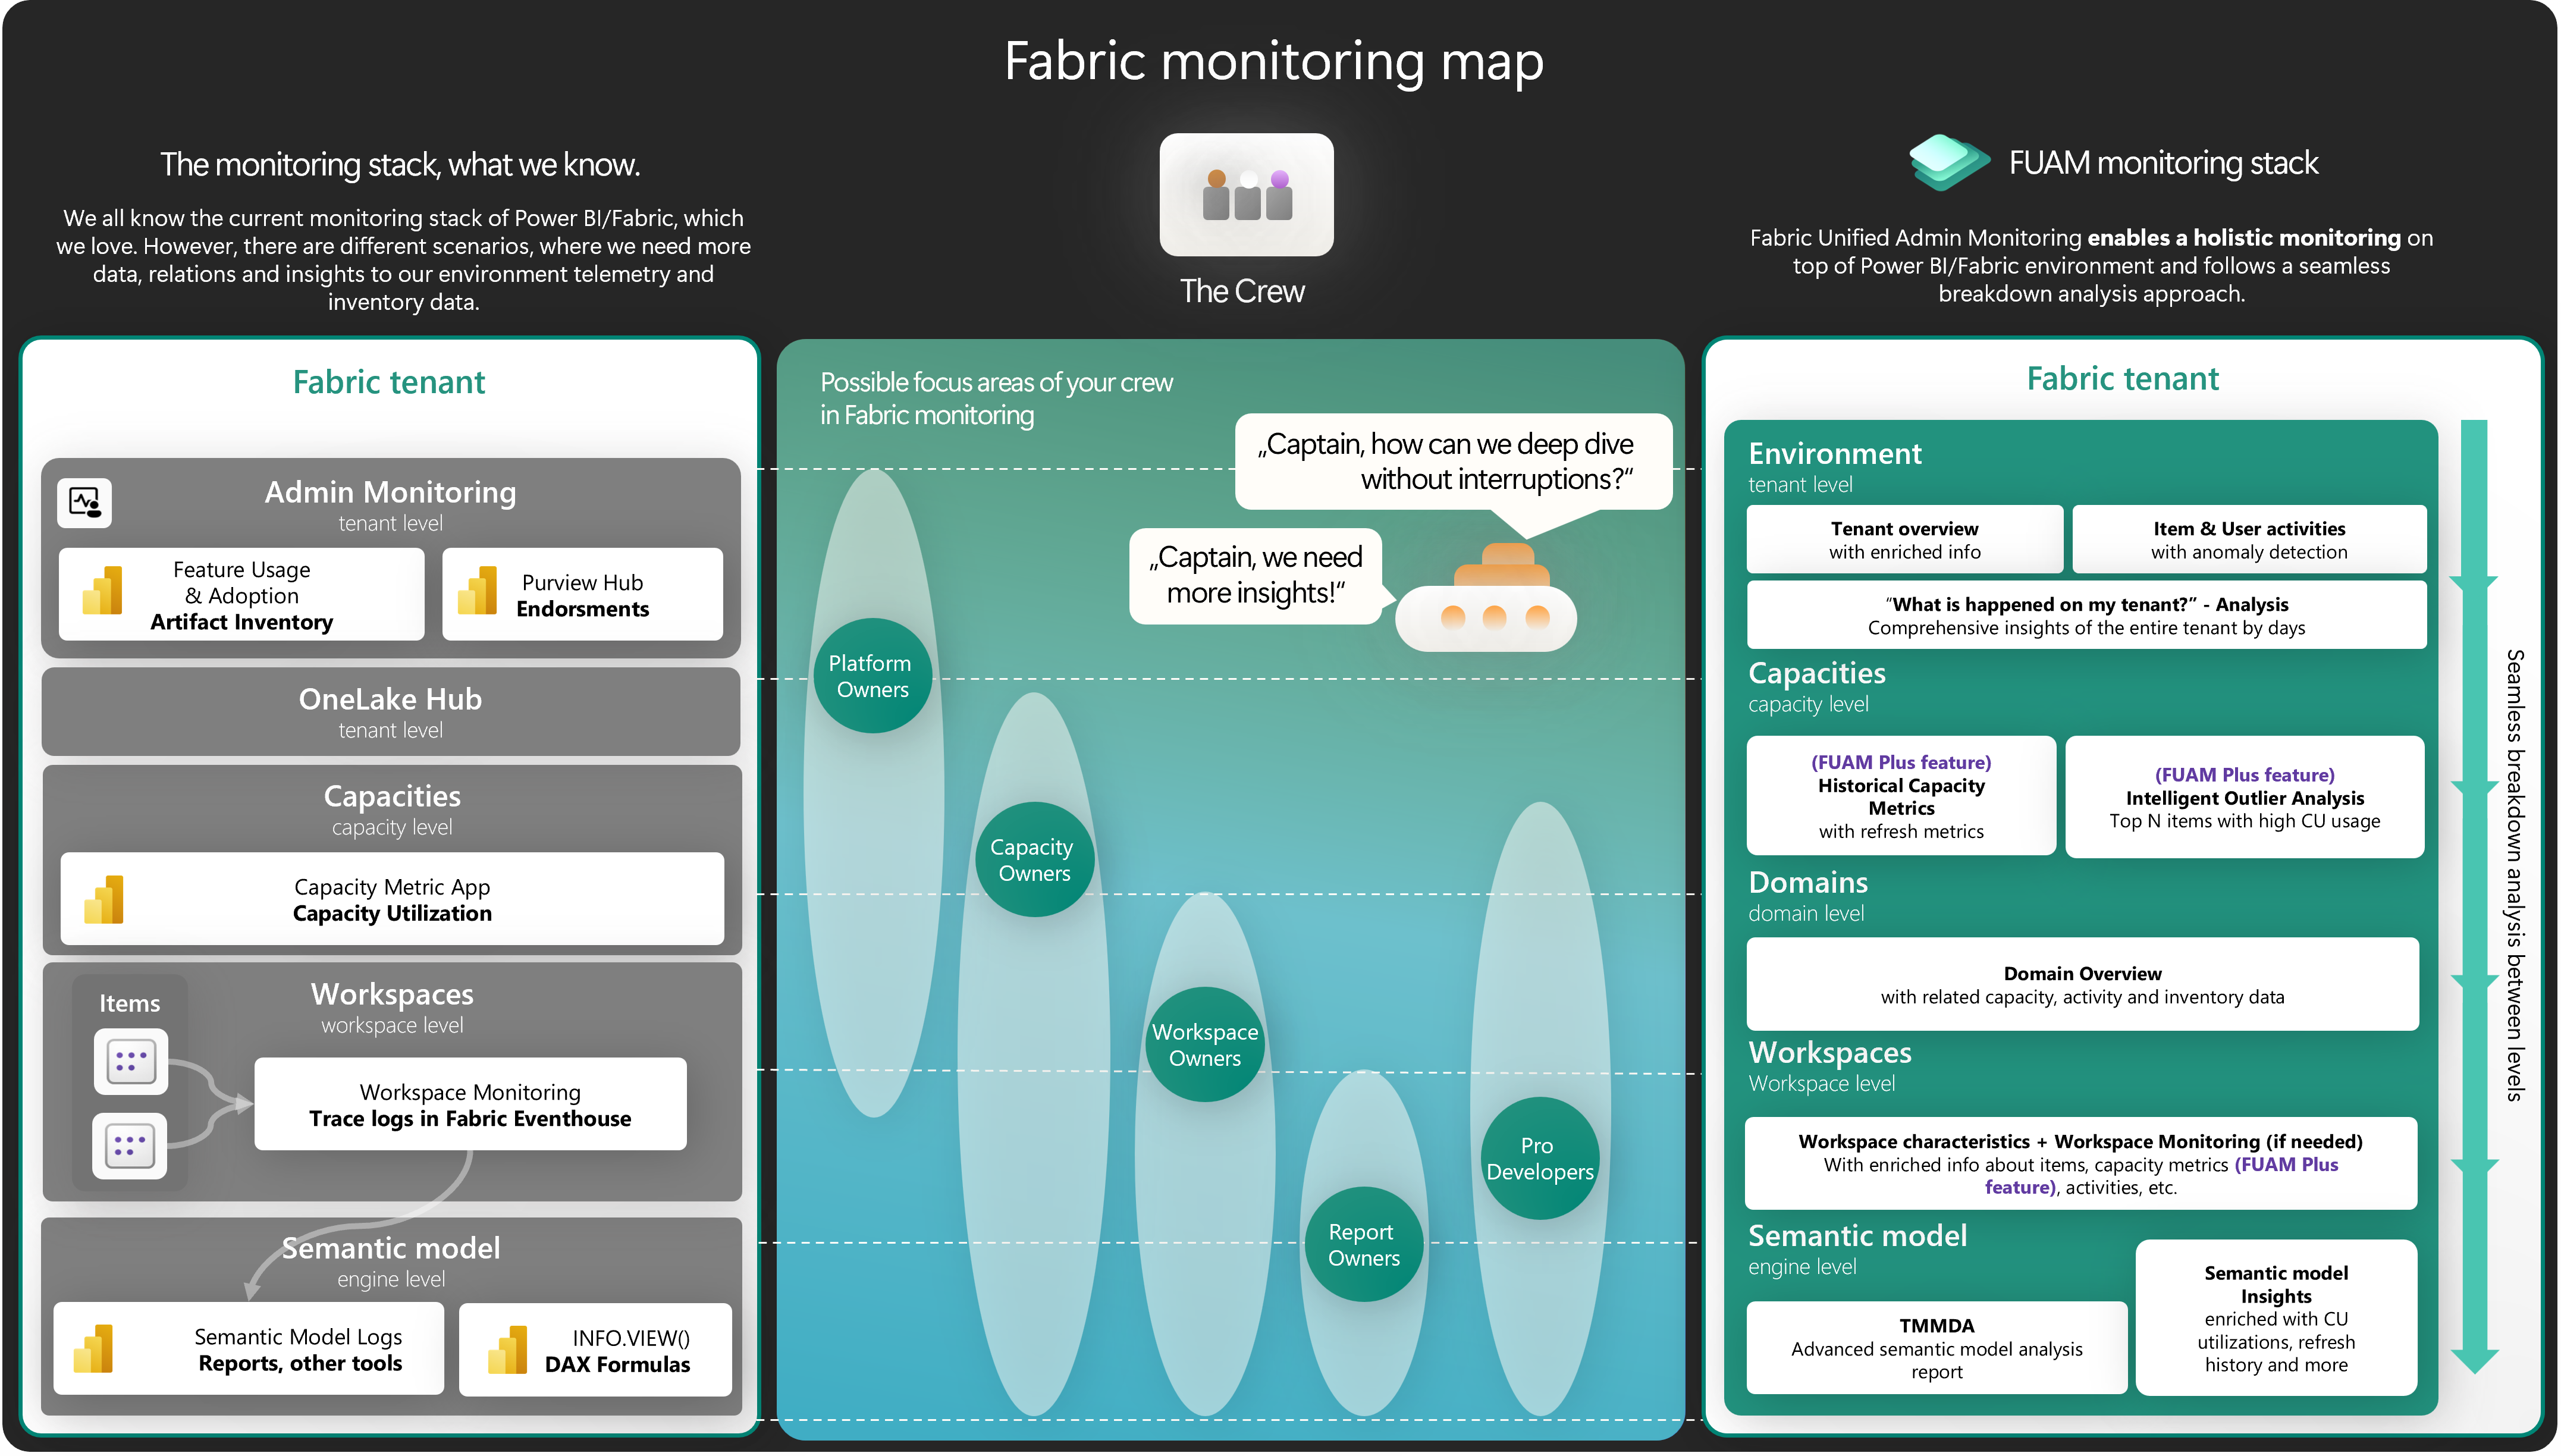 Fabric monitoring map
The monitoring stack, what we know.
We all know the current monitoring stack of Power BI/Fabric, which
we love. However, there are different scenarios, where we need more
data, relations and insights to our environment telemetry and
inventory data.
The Crew
FUAM monitoring stack
Fabric Unified Admin Monitoring enables a holistic monitoring on
top of Power BI/Fabric environment and follows a seamless
breakdown analysis approach.
Fabric tenant
Admin Monitoring
tenant level
Feature Usage
& Adoption
Artifact Inventory
Purview Hub
Endorsments
OneLake Hub
tenant level
Capacities
capacity level
Capacity Metric App
Capacity Utilization
Items
Workspaces
workspace level
Workspace Monitoring
Trace logs in Fabric Eventhouse
Semantic model
engine level
Semantic Model Logs
Reports, other tools
INFO.VIEW()
DAX Formulas
Possible focus areas of your crew
in Fabric monitoring
„Captain, how can we deep dive
without interruptions?“
„Captain, we need
more insights!“
Platform
Owners
Capacity
Owners
Workspace
Owners
Report
Owners
Pro
Developers
Fabric tenant
Environment
tenant level
Tenant overview
with enriched info
Item & User activities
with anomaly detection
“What is happened on my tenant?” - Analysis
Comprehensive insights of the entire tenant by days
Capacities
capacity level
(FUAM Plus feature)
Historical Capacity
Metrics
with refresh metrics
(FUAM Plus feature)
Intelligent Outlier Analysis
Top N items with high CU usage
Domains
domain level
Domain Overview
with related capacity, activity and inventory data
Workspaces
Workspace level
Workspace characteristics + Workspace Monitoring (if needed)
With enriched info about items, capacity metrics (FUAM Plus
feature), activities, etc.
Semantic model
engine level
TMMDA
Advanced semantic model analysis
report
Semantic model
Insights
enriched with CU
utilizations, refresh
history and more
Seamless breakdown analysis between levels